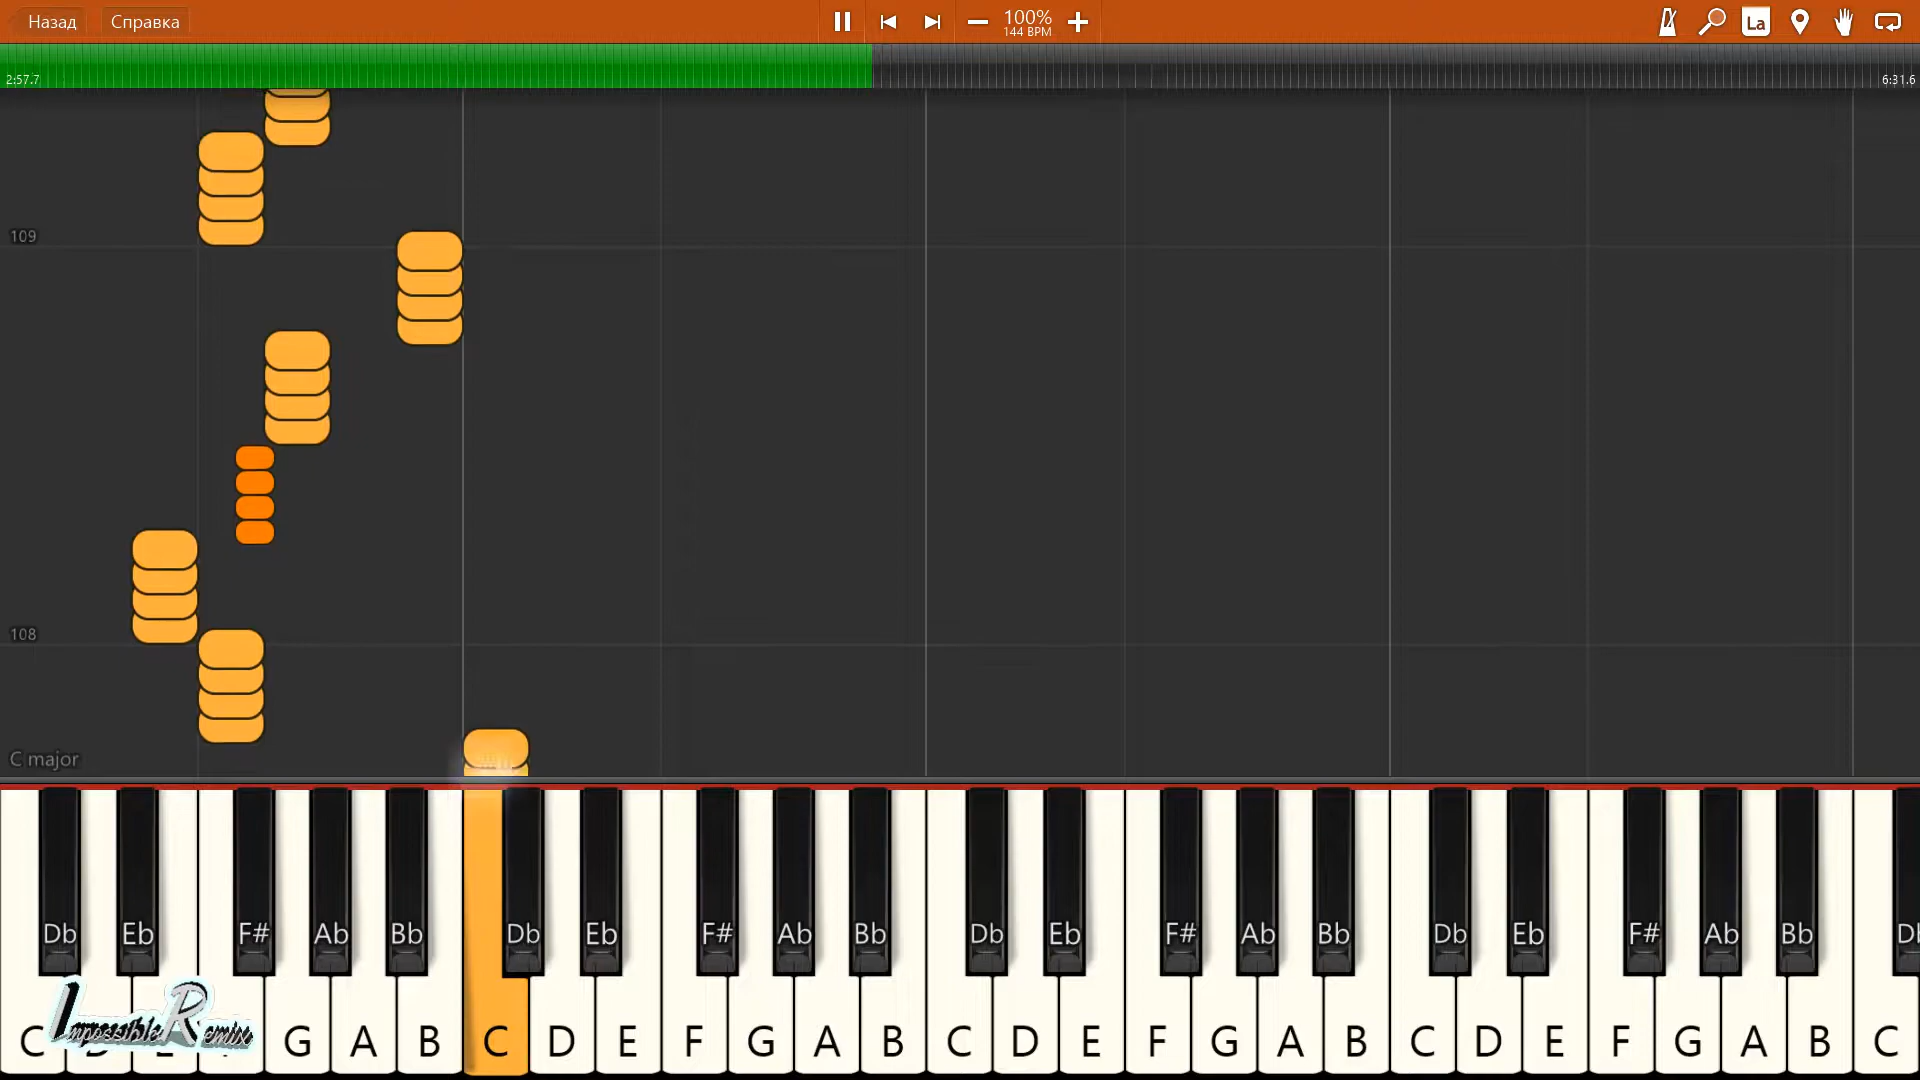 Назад Справка 100% La
144 BPM
2:57.7 6:31.6
109
108
C major
Db Eb F# Ab Bb Db Eb F# Ab Bb Db Eb F# Ab Bb Db Eb F# Ab Bb
ImpossibleRemix
C G A B C D E F G A B C D E F G A B C D E F G A B C